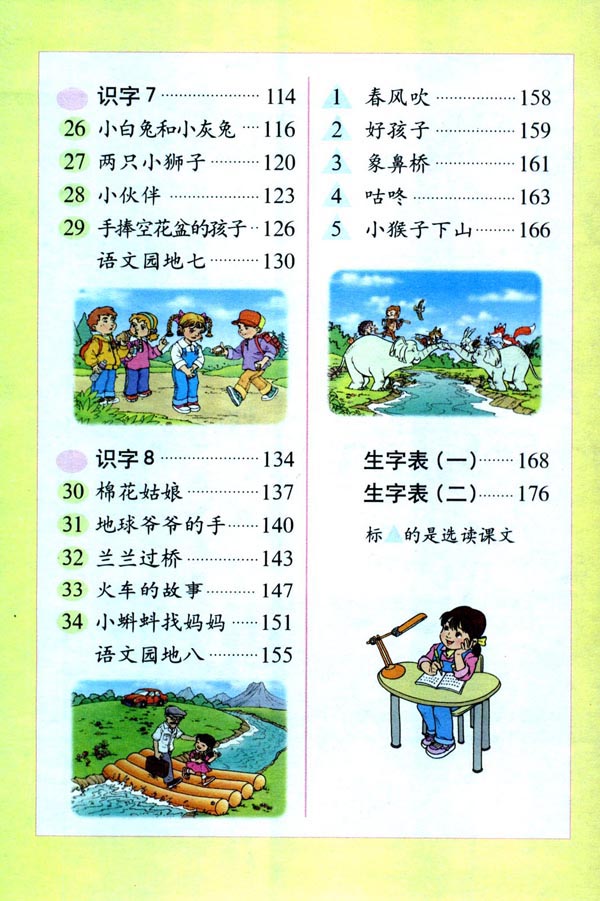 识字7 ⋯⋯⋯⋯⋯⋯ 114
26 小白兔和小灰兔 ⋯ 116
27 两只小狮子 ⋯⋯⋯⋯ 120
28 小伙伴 ⋯⋯⋯⋯⋯⋯ 123
29 手捧空花盆的孩子 ⋯ 126
语文园地七 ⋯⋯⋯⋯ 130
识字8 ⋯⋯⋯⋯⋯⋯ 134
30 棉花姑娘 ⋯⋯⋯⋯⋯ 137
31 地球爷爷的手 ⋯⋯ 140
32 兰兰过桥 ⋯⋯⋯⋯⋯ 143
33 火车的故事 ⋯⋯⋯⋯ 147
34 小蝌蚪找妈妈 ⋯⋯ 151
语文园地八 ⋯⋯⋯⋯ 155
1 春风吹 ⋯⋯⋯⋯⋯⋯ 158
2 好孩子 ⋯⋯⋯⋯⋯⋯ 159
3 象鼻桥 ⋯⋯⋯⋯⋯⋯ 161
4 咕咚 ⋯⋯⋯⋯⋯⋯⋯ 163
5 小猴子下山 ⋯⋯⋯ 166
生字表(一) ⋯⋯⋯ 168
生字表(二) ⋯⋯⋯ 176
标▲的是选读课文